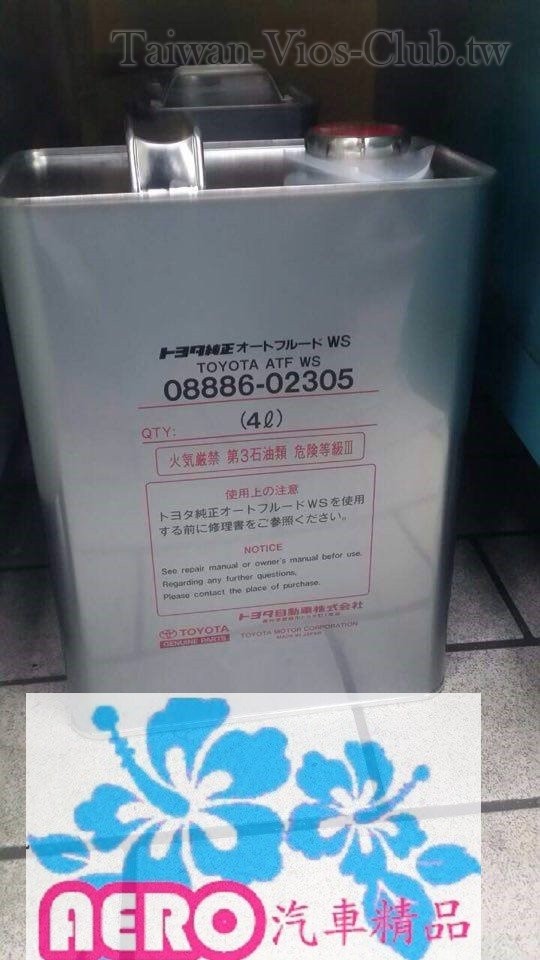 Taiwan-Vios-Club.tw
トヨタ純正オートフルード WS
TOYOTA ATF WS
08886-02305
QTY: (4ℓ)
火気厳禁 第3石油類 危険等級III
使用上の注意
トヨタ純正オートフルードWSを使用
する前に修理書をご参照ください。
NOTICE
See repair manual or owner's manual befor use.
Regarding any further questions,
Please contact the place of purchase.
トヨタ自動車株式会社
TOYOTA
GENUINE PARTS
TOYOTA MOTOR CORPORATION
MADE IN JAPAN
AERO汽車精品